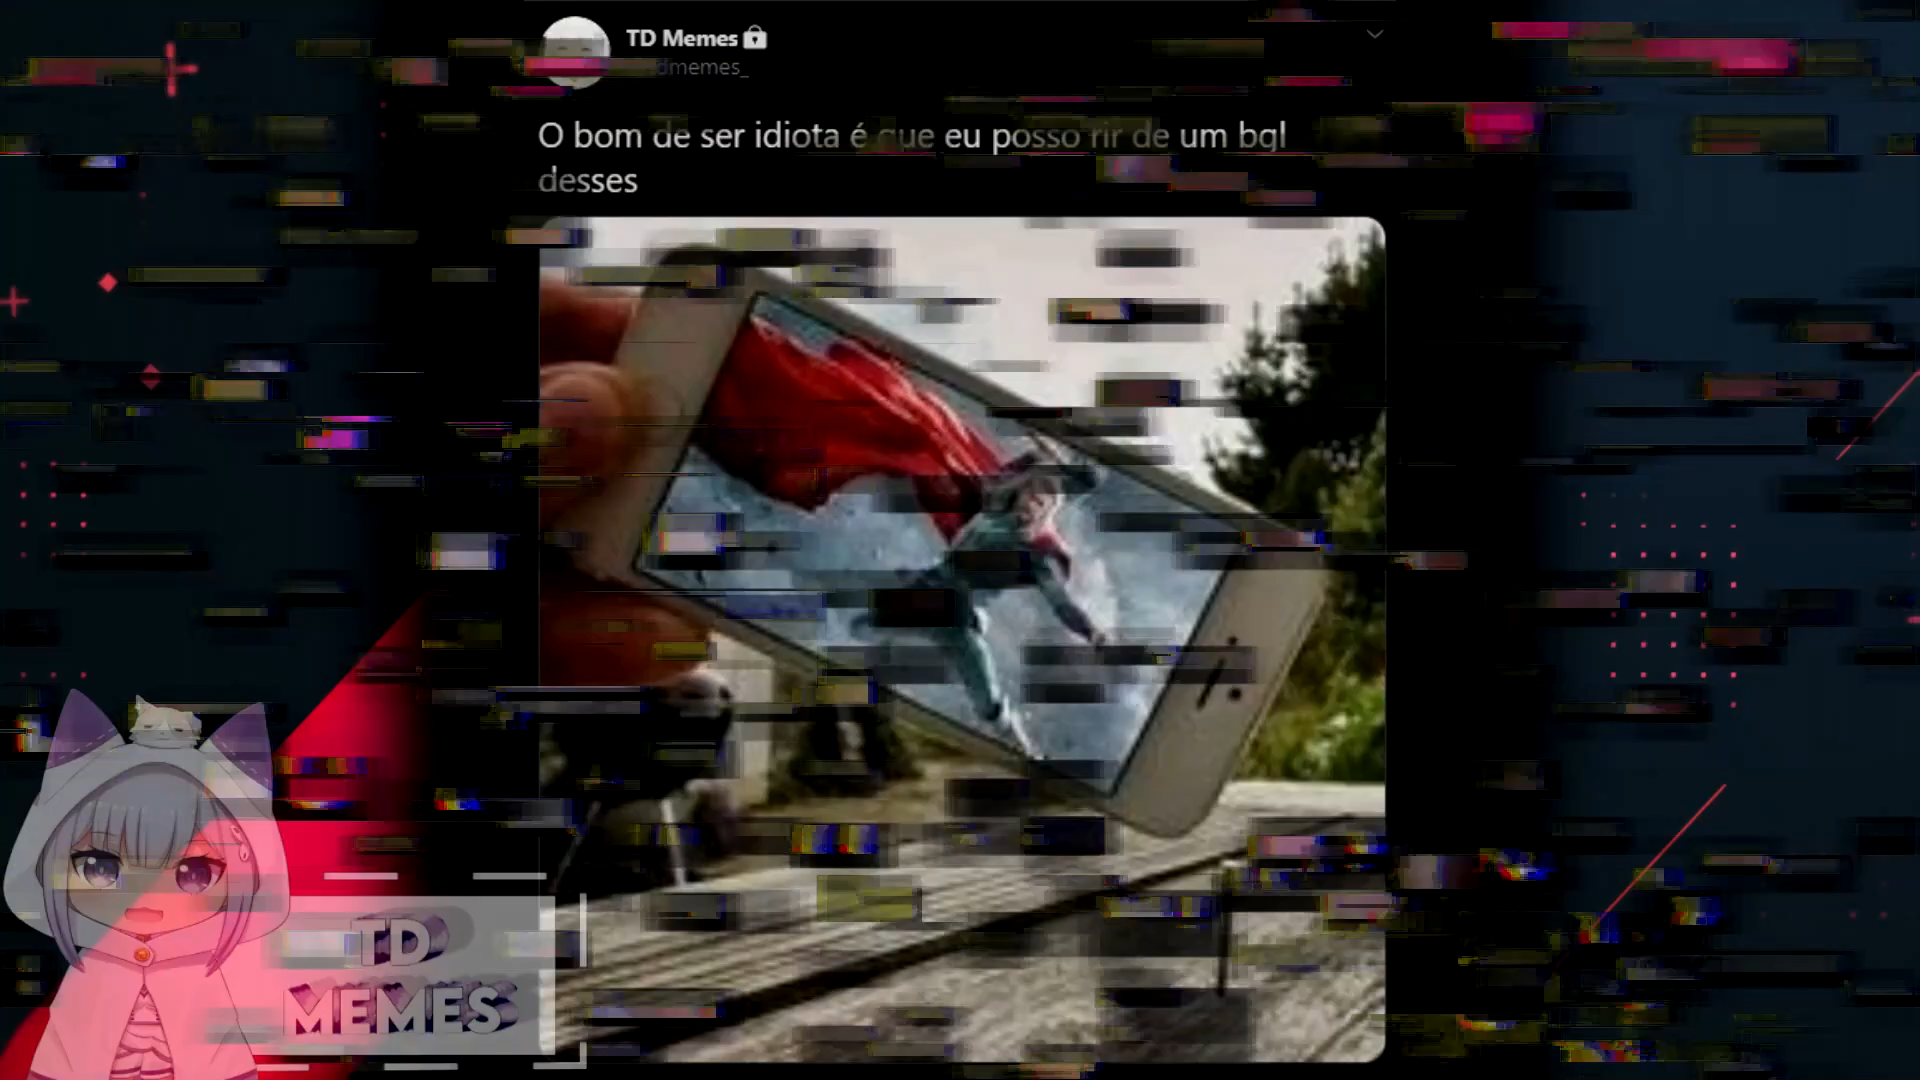 TD Memes
dmemes_
O bom de ser idiota é que eu posso rir de um bgl
desses
TD
MEMES